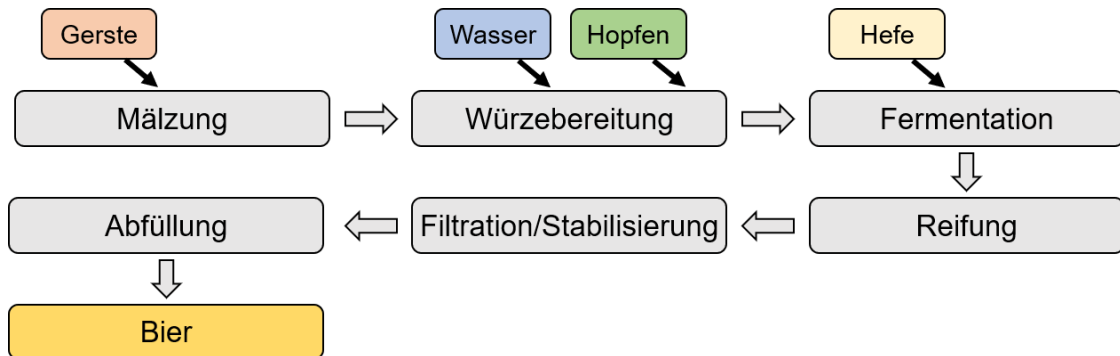 Gerste
Wasser
Hopfen
Hefe
Mälzung
Würzebereitung
Fermentation
Abfüllung
Filtration/Stabilisierung
Reifung
Bier